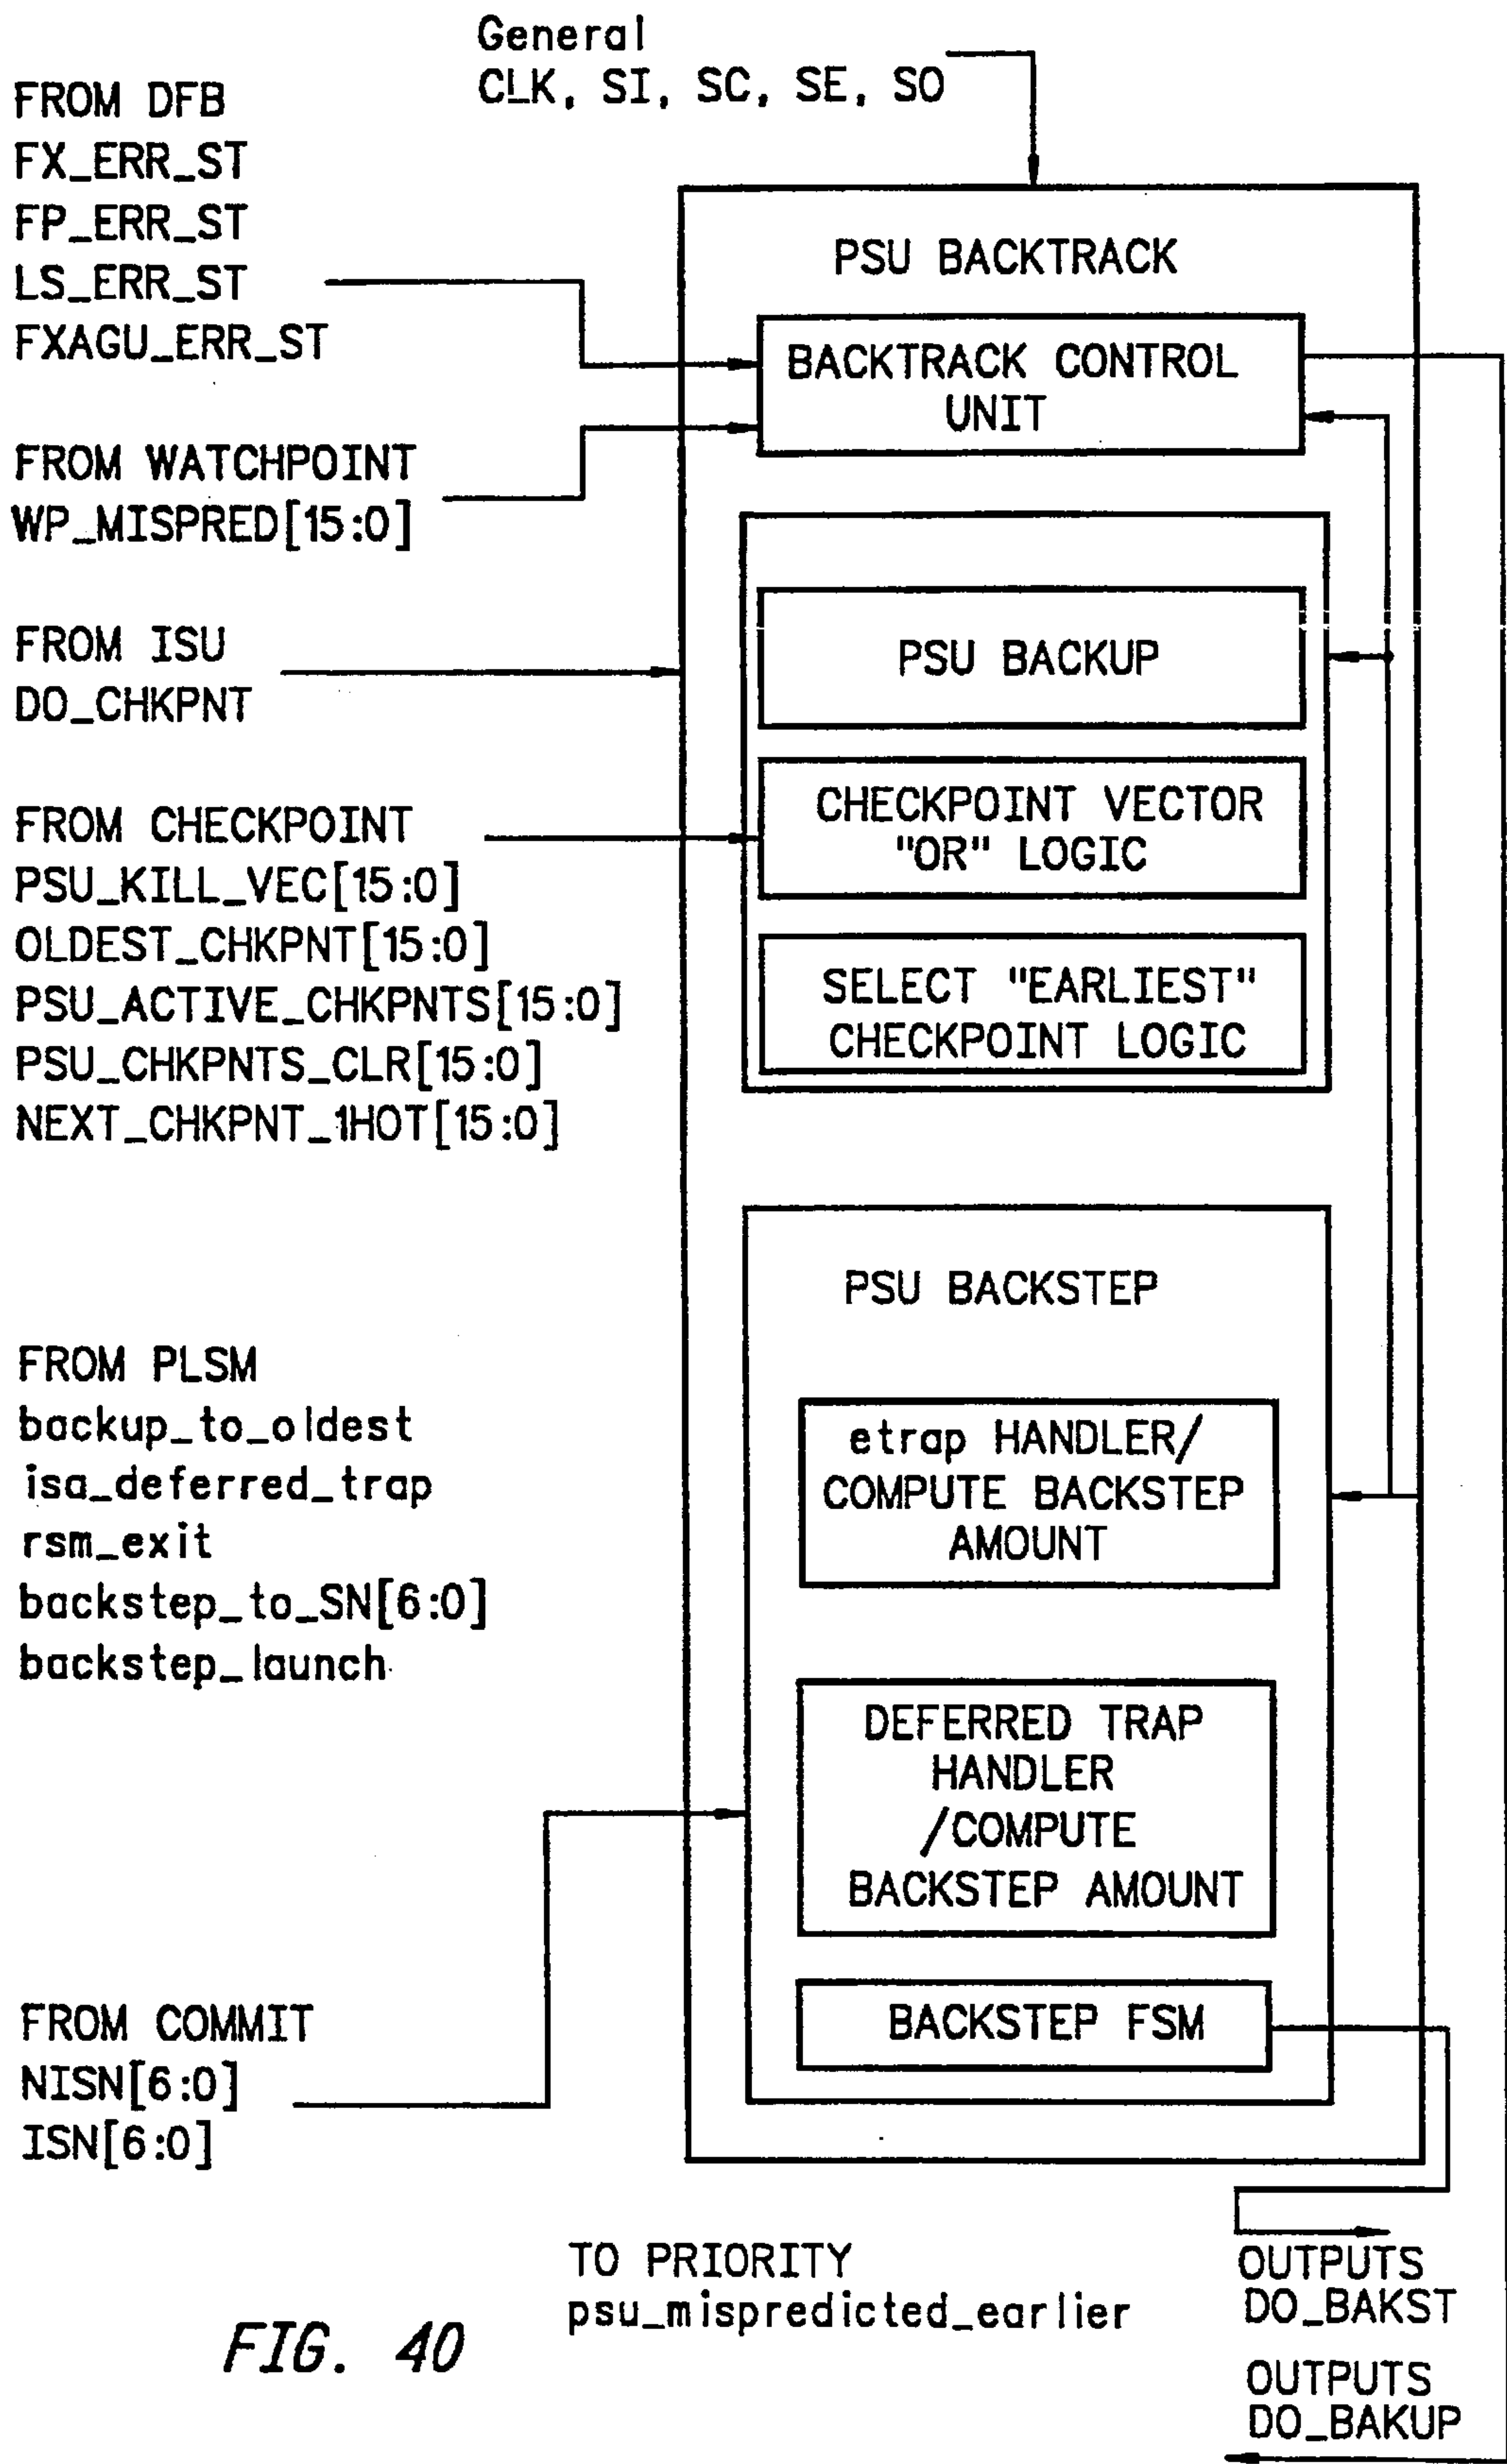 General
CLK, SI, SC, SE, SO
FROM DFB
FX_ERR_ST
FP_ERR_ST
LS_ERR_ST
FXAGU_ERR_ST
FROM WATCHPOINT
WP_MISPRED[15:0]
FROM ISU
DO_CHKPNT
FROM CHECKPOINT
PSU_KILL_VEC[15:0]
OLDEST_CHKPNT[15:0]
PSU_ACTIVE_CHKPNTS[15:0]
PSU_CHKPNTS_CLR[15:0]
NEXT_CHKPNT_1HOT[15:0]
FROM PLSM
backup_to_oldest
isa_deferred_trap
rsm_exit
backstep_to_SN[6:0]
backstep_launch
FROM COMMIT
NISN[6:0]
ISN[6:0]
PSU BACKTRACK
BACKTRACK CONTROL
UNIT
PSU BACKUP
CHECKPOINT VECTOR
"OR" LOGIC
SELECT "EARLIEST"
CHECKPOINT LOGIC
PSU BACKSTEP
etrap HANDLER/
COMPUTE BACKSTEP
AMOUNT
DEFERRED TRAP
HANDLER
/COMPUTE
BACKSTEP AMOUNT
BACKSTEP FSM
TO PRIORITY
psu_mispredicted_earlier
OUTPUTS
DO_BAKST
OUTPUTS
DO_BAKUP
FIG. 40